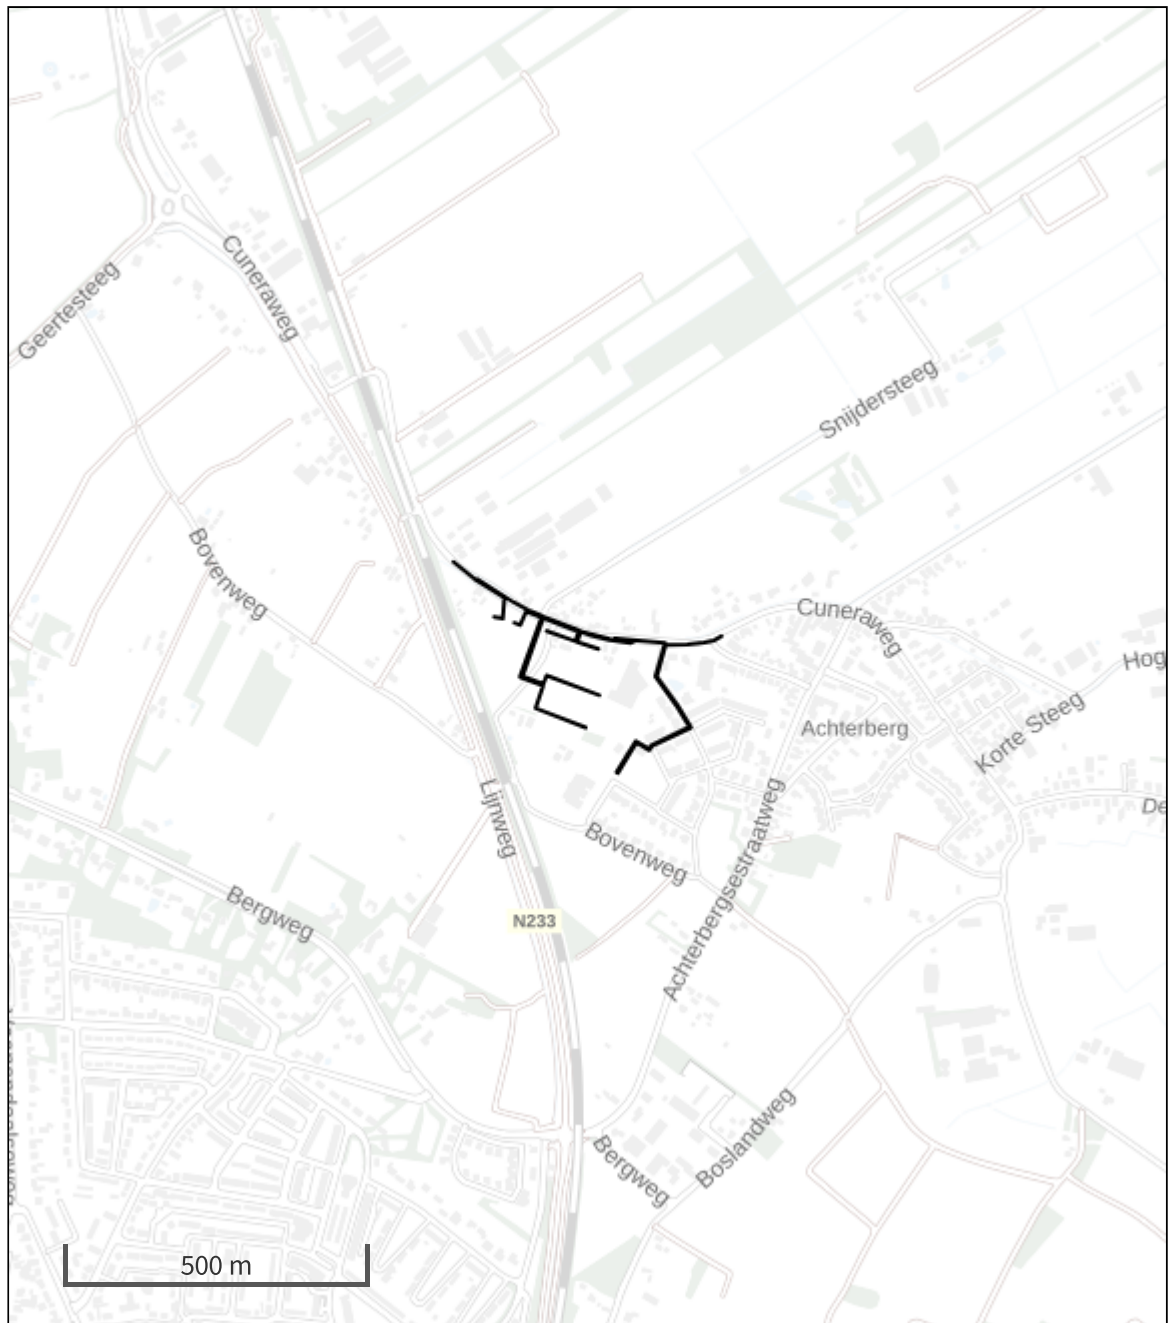 Geertesteeg
Cuneraweg
Snijdersteeg
Bovenweg
Cuneraweg
Hog
Achterberg
Korte Steeg
De
Lijnweg
Bovenweg
Achterbergsestraatweg
Bergweg
N233
Boslandweg
Bergweg
500 m